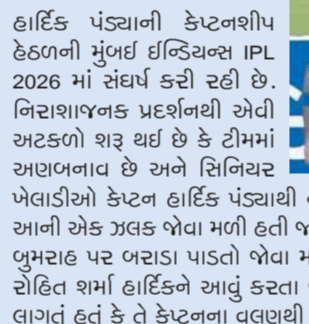 હાર્દિક પંડ્યાની કેપ્ટનશીપ
હેઠળની મુંબઈ ઈન્ડિયન્સ IPL
2026 માં સંઘર્ષ કરી રહી છે.
નિરાશાજનક પ્રદર્શનથી એવી
અટકળો શરૂ થઈ છે કે ટીમમાં
અણબનાવ છે અને સિનિયર
ખેલાડીઓ કેપ્ટન હાર્દિક પંડ્યાથી
આની એક ઝલક જોવા મળી હતી
બુમરાહ પર બરાડા પાડતો જોવા
રોહિત શર્મા હાર્દિકને આવું કરતા
લાગતું હતું કે તે કેપ્ટનના વલણથી